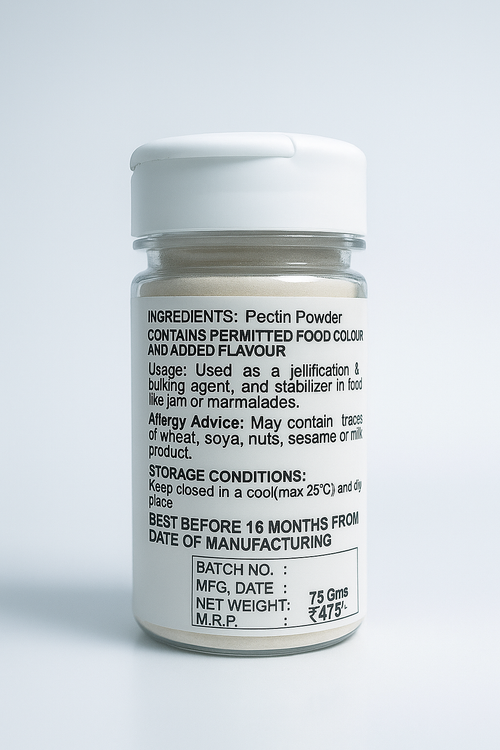 INGREDIENTS: Pectin Powder
CONTAINS PERMITTED FOOD COLOUR
AND ADDED FLAVOUR
Usage: Used as a jellification &
bulking agent, and stabilizer in food
like jam or marmalades.
Aflergy Advice: May contain traces
of wheat, soya, nuts, sesame or milk
product.
STORAGE CONDITIONS:
Keep closed in a cool(max 25℃) and diy
place
BEST BEFORE 16 MONTHS FROM
DATE OF MANUFACTURING
BATCH NO. :
MFG, DATE :
NET WEIGHT: 75 Gms
M.R.P. : ₹475/-